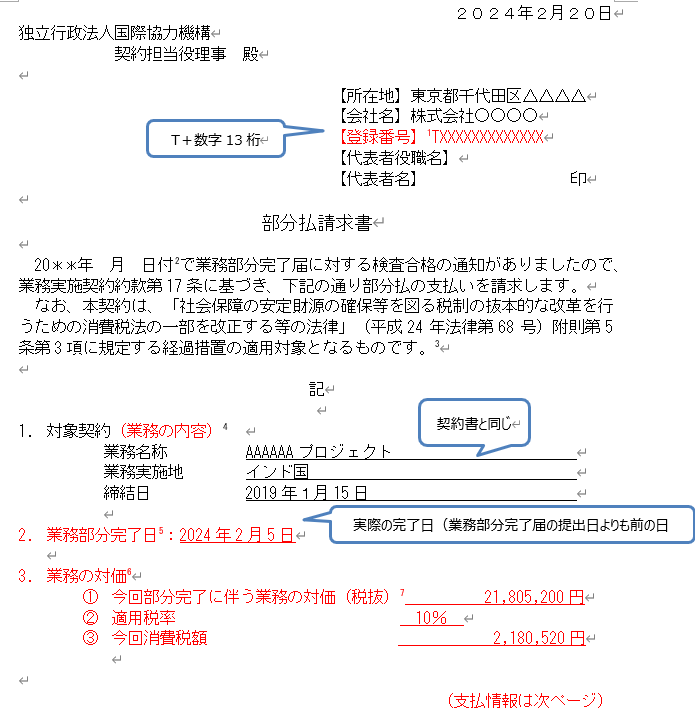 ２０２４年２月２０日
独立行政法人国際協力機構
契約担当役理事　殿
【所在地】東京都千代田区△△△△
【会社名】株式会社〇〇〇〇
T＋数字 13 桁
【登録番号】¹TXXXXXXXXXXXXX
【代表者役職名】
【代表者名】　　　　　　　　　印
部分払請求書
20＊＊年　月　日付²で業務部分完了届に対する検査合格の通知がありましたので、
業務実施契約約款第 17 条に基づき、下記の通り部分払の支払いを請求します。
なお、本契約は、「社会保障の安定財源の確保等を図る税制の抜本的な改革を行
うための消費税法の一部を改正する等の法律」（平成 24 年法律第 68 号）附則第 5
条第 3 項に規定する経過措置の適用対象となるものです。³
記
契約書と同じ
1. 対象契約（業務の内容）⁴
業務名称　AAAAAA プロジェクト
業務実施地　インド国
締結日　2019 年 1 月 15 日
実際の完了日（業務部分完了届の提出日よりも前の日
2. 業務部分完了日⁵：2024 年 2 月 5 日
3. 業務の対価⁶
① 今回部分完了に伴う業務の対価（税抜）⁷　21,805,200 円
② 適用税率　10%
③ 今回消費税額　2,180,520 円
（支払情報は次ページ）